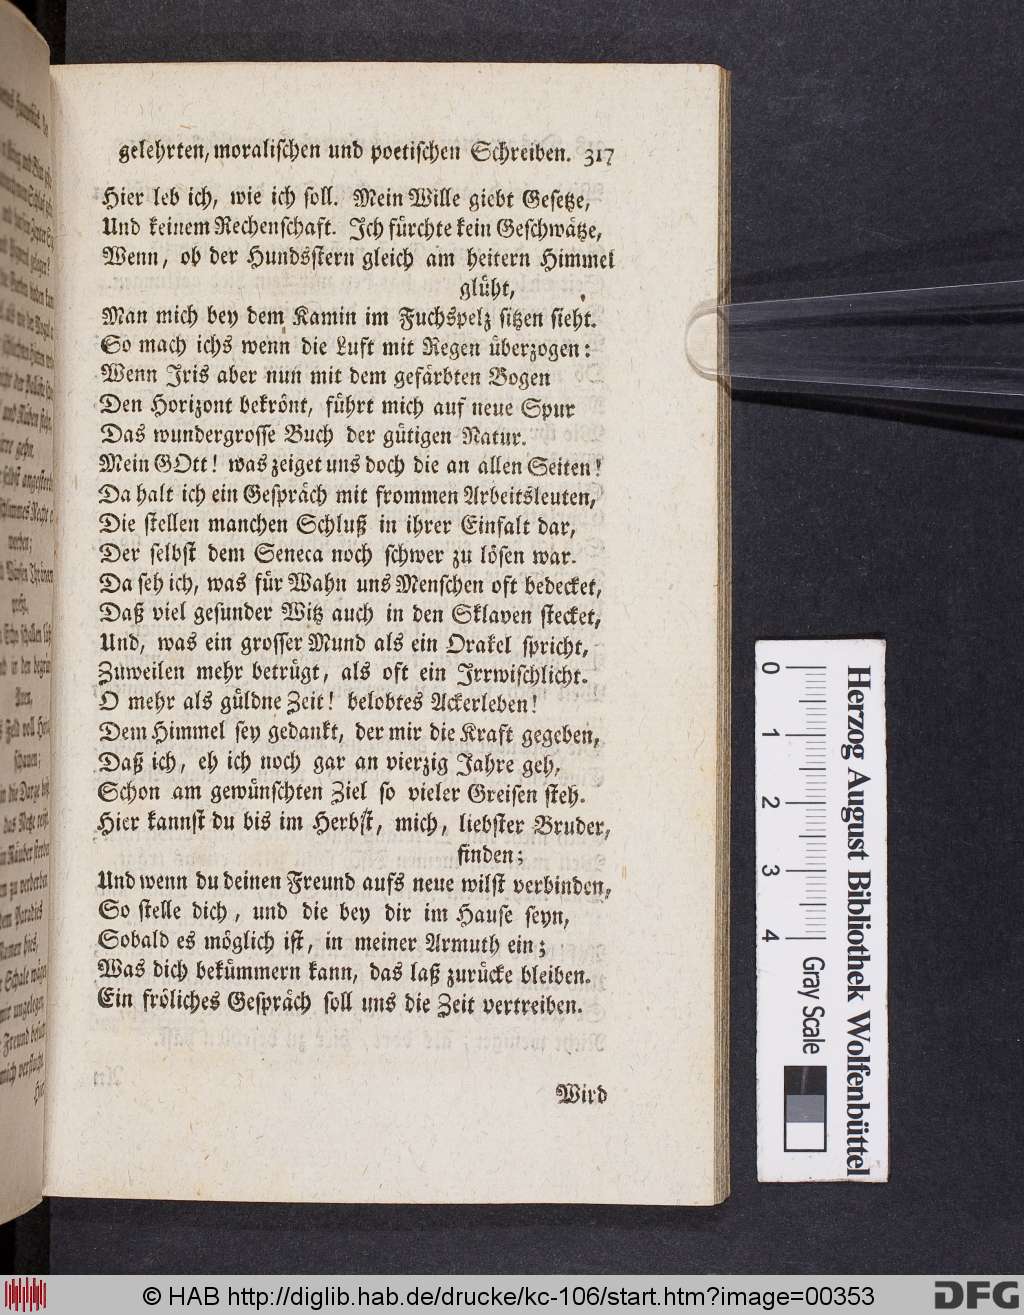 gelehrten, moralischen und poetischen Schreiben. 317
Hier leb ich, wie ich soll. Mein Wille giebt Gesetze,
Und keinem Rechenschaft. Ich fürchte kein Geschwätze,
Wenn, ob der Hundsstern gleich am heitern Himmel
glüht,
Man mich bey dem Kamin im Fuchspelz sitzen sieht.
So mach ichs wenn die Luft mit Regen überzogen:
Wenn Iris aber nun mit dem gefärbten Bogen
Den Horizont bekrönt, führt mich auf neue Spur
Das wundergrosse Buch der gütigen Natur.
Mein GOtt! was zeiget uns doch die an allen Seiten!
Da halt ich ein Gespräch mit frommen Arbeitsleuten,
Die stellen manchen Schluß in ihrer Einfalt dar,
Der selbst dem Seneca noch schwer zu lösen war.
Da seh ich, was für Wahn uns Menschen oft bedecket,
Daß viel gesunder Witz auch in den Sklaven stecket,
Und, was ein grosser Mund als ein Orakel spricht,
Zuweilen mehr betrügt, als oft ein Irrwischlicht.
O mehr als güldne Zeit! belobtes Ackerleben!
Dem Himmel sey gedankt, der mir die Kraft gegeben,
Daß ich, eh ich noch gar an vierzig Jahre geh,
Schon am gewünschten Ziel so vieler Greisen steh.
Hier kannst du bis im Herbst, mich, liebster Bruder,
finden;
Und wenn du deinen Freund aufs neue wilst verbinden,
So stelle dich, und die bey dir im Hause seyn,
Sobald es möglich ist, in meiner Armuth ein;
Was dich bekümmern kann, das laß zurücke bleiben.
Ein fröliches Gespräch soll uns die Zeit vertreiben.
Wird
0 1 2 3 4 Gray Scale
Herzog August Bibliothek Wolfenbüttel
© HAB http://diglib.hab.de/drucke/kc-106/start.htm?image=00353
DFG